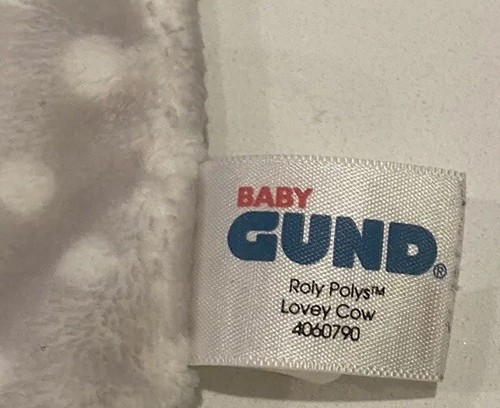 BABY
GUND®
Roly Polys™
Lovey Cow
4060790